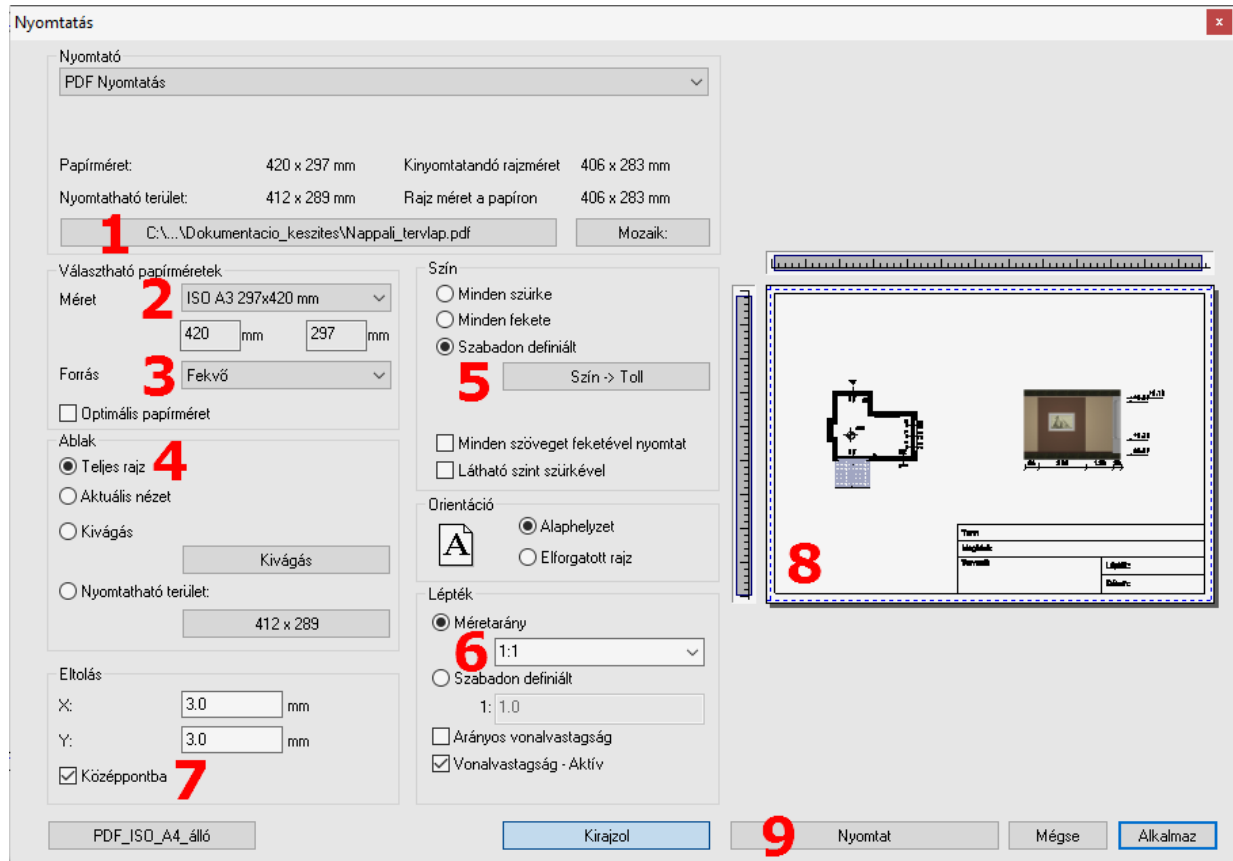 Nyomtatás
x
Nyomtató
PDF Nyomtatás
Papírméret: 420 x 297 mm Kinyomtatandó rajzméret 406 x 283 mm
Nyomtatható terület: 412 x 289 mm Rajz méret a papíron 406 x 283 mm
1 C:\...\Dokumentacio_keszites\Nappali_tervlap.pdf Mozaik:
Választható papírméretek
Méret 2 ISO A3 297x420 mm
420 mm 297 mm
Forrás 3 Fekvő
Optimális papírméret
Ablak
Teljes rajz 4
Aktuális nézet
Kivágás
Kivágás
Nyomtatható terület:
412 x 289
Eltolás
X: 3.0 mm
Y: 3.0 mm
Középpontba 7
Szín
Minden szürke
Minden fekete
Szabadon definiált
5 Szín -> Toll
Minden szöveget feketével nyomtat
Látható szint szürkével
Orientáció
A
Alaphelyzet
Elforgatott rajz
Lépték
Méretarány
6 1:1
Szabadon definiált
1: 1.0
Arányos vonalvastagság
Vonalvastagság - Aktív
8
PDF_ISO_A4_álló Kirajzol 9 Nyomtat Mégse Alkalmaz